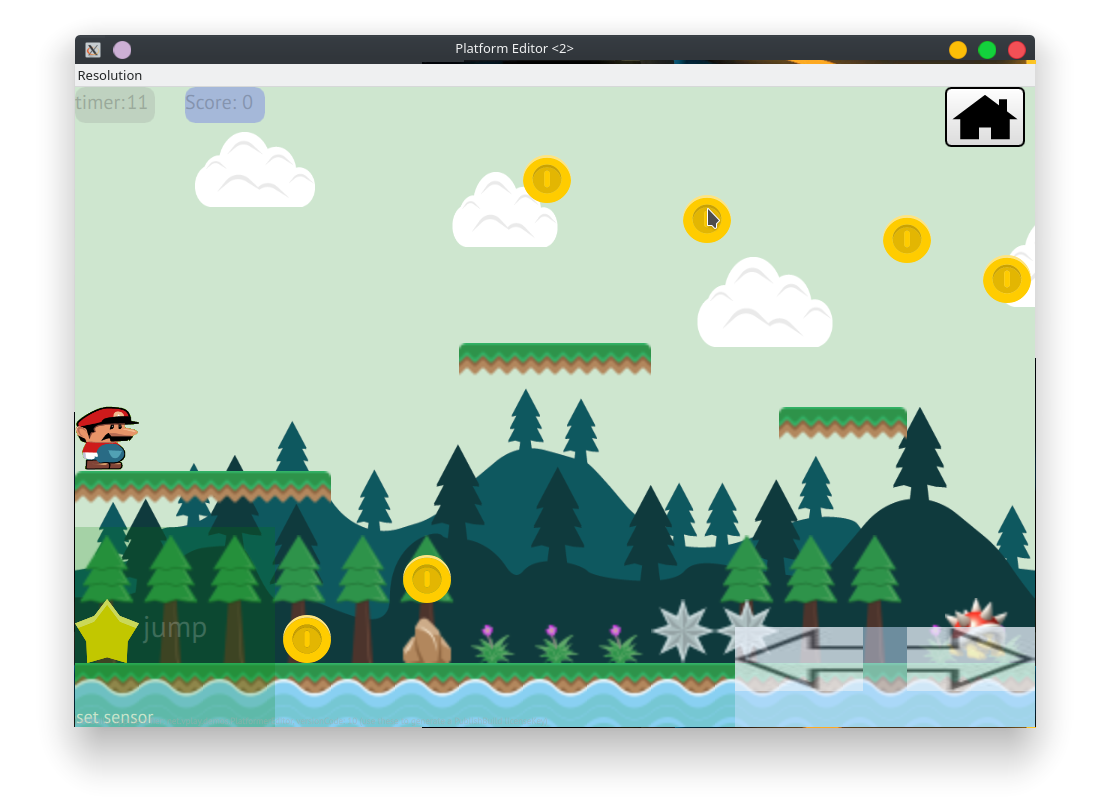 Platform Editor <2>
Resolution
timer:11
Score: 0
jump
set sensor